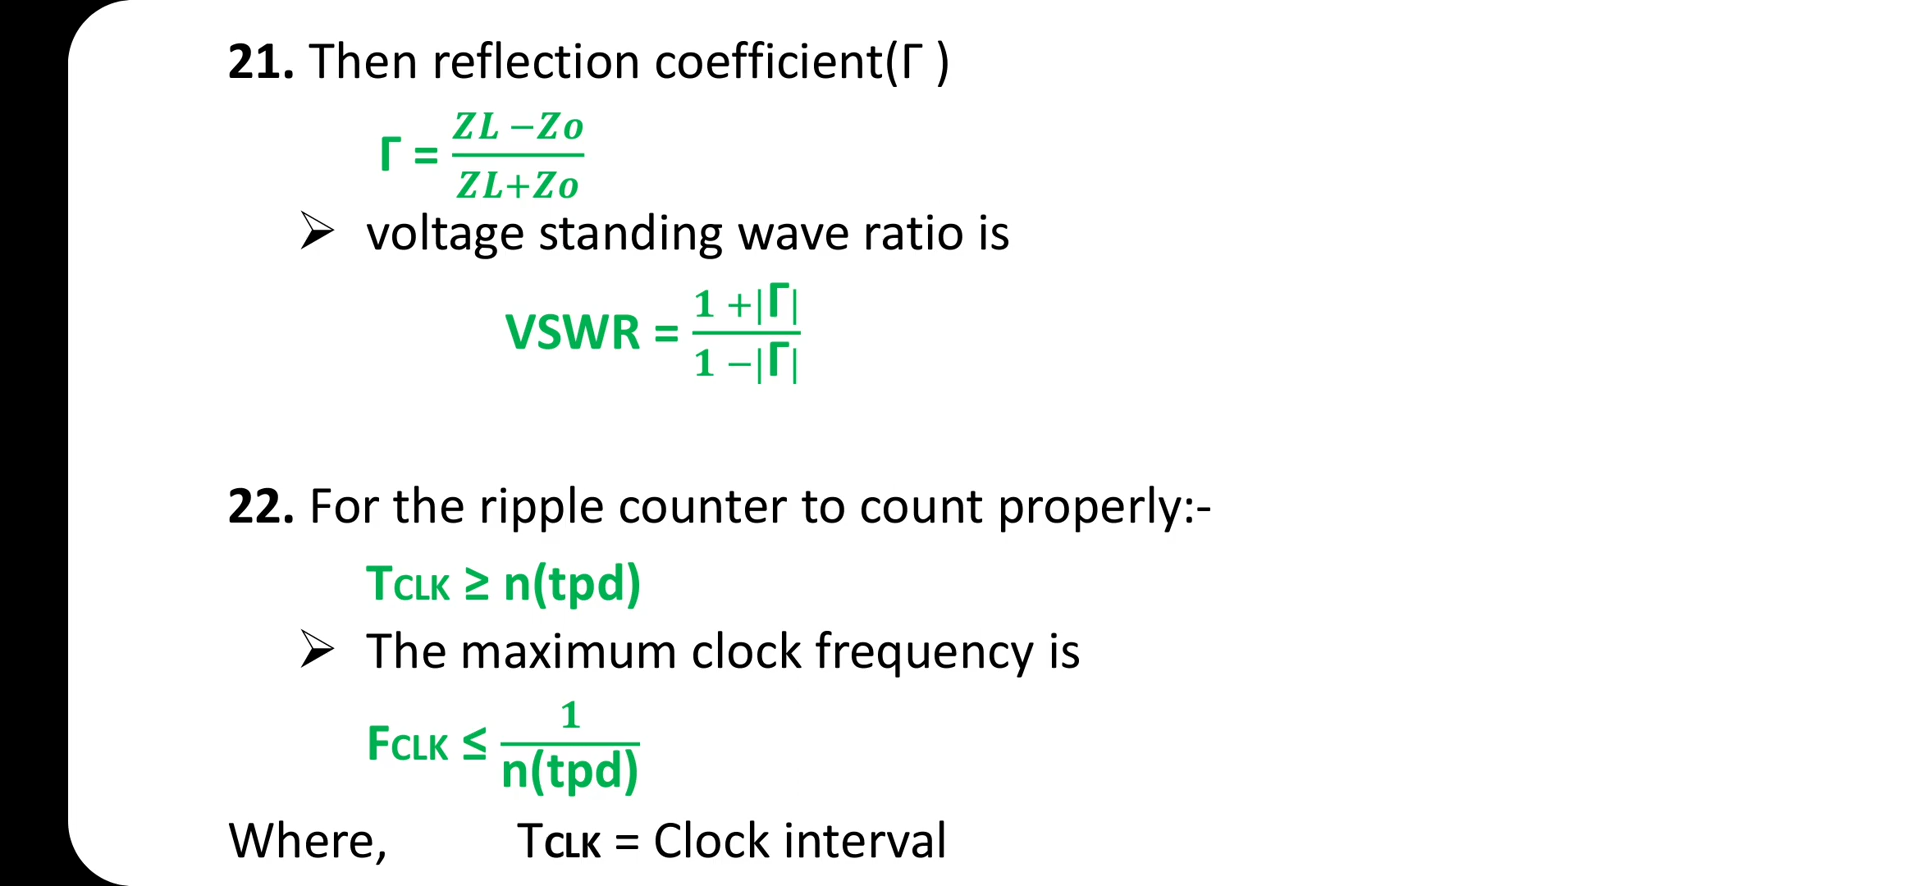 21. Then reflection coefficient(Γ )
Γ = ZL −Zo / ZL+Zo
➢ voltage standing wave ratio is
VSWR = 1 +|Γ| / 1 −|Γ|
22. For the ripple counter to count properly:-
TCLK ≥ n(tpd)
➢ The maximum clock frequency is
FCLK ≤ 1 / n(tpd)
Where, TCLK = Clock interval